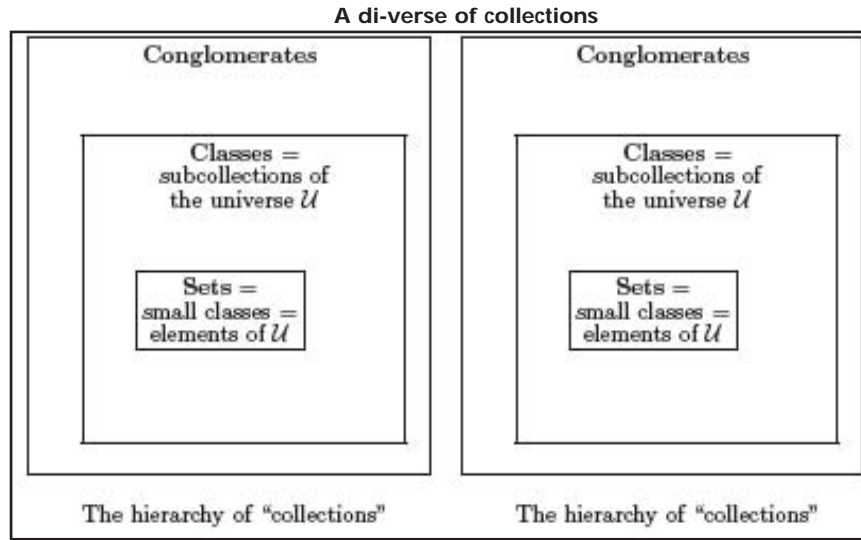 A di-verse of collections
Conglomerates
Classes =
subcollections of
the universe 𝒰
Sets =
small classes =
elements of 𝒰
The hierarchy of “collections”
Conglomerates
Classes =
subcollections of
the universe 𝒰
Sets =
small classes =
elements of 𝒰
The hierarchy of “collections”